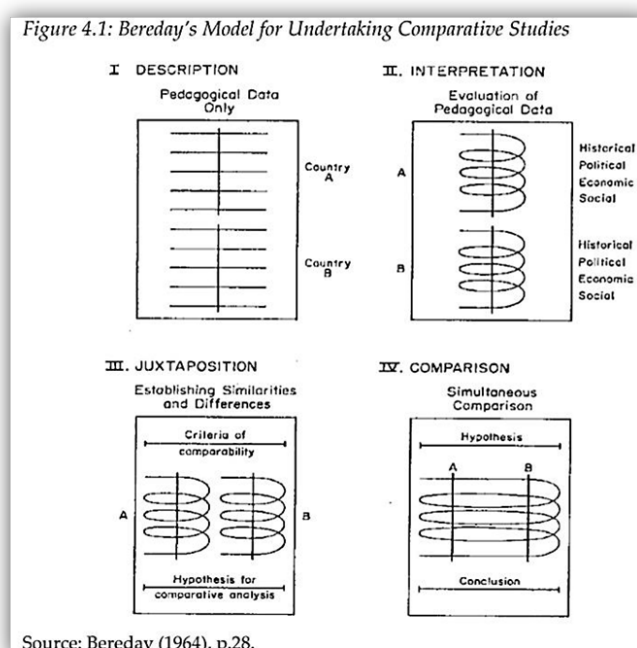 Figure 4.1: Bereday's Model for Undertaking Comparative Studies
I DESCRIPTION
Pedagogical Data
Only
Country
A
Country
B
II. INTERPRETATION
Evaluation of
Pedagogical Data
A
Historical
Political
Economic
Social
B
Historical
Political
Economic
Social
III. JUXTAPOSITION
Establishing Similarities
and Differences
Criteria of
comparability
A
B
Hypothesis for
comparative analysis
IV. COMPARISON
Simultaneous
Comparison
Hypothesis
A B
Conclusion
Source: Bereday (1964), p.28.